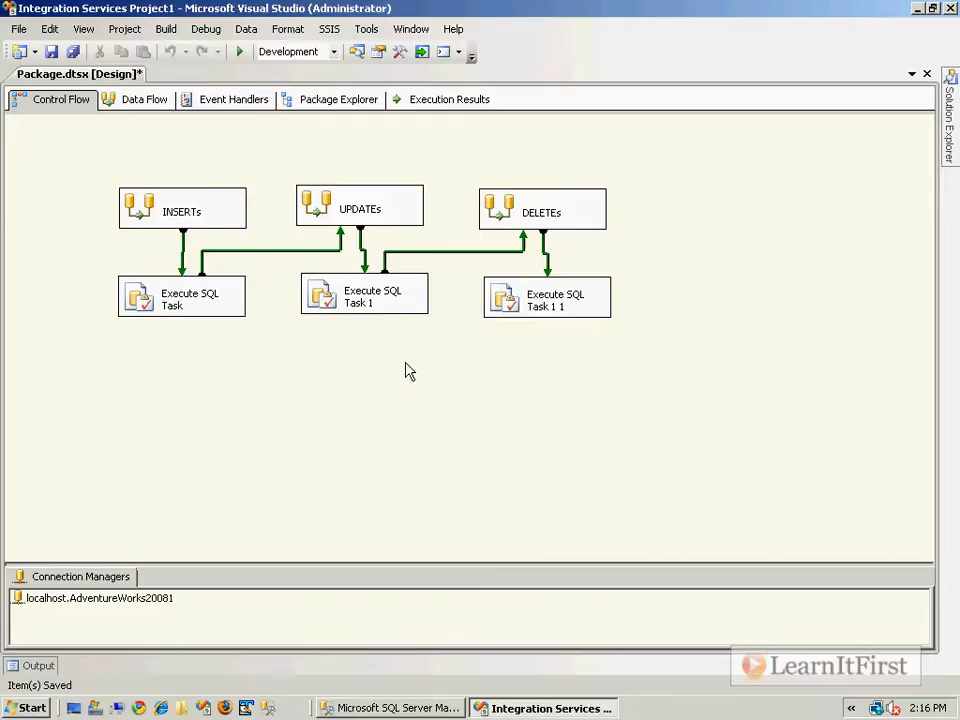 Integration Services Project1 - Microsoft Visual Studio (Administrator)
File Edit View Project Build Debug Data Format SSIS Tools Window Help
Development
Package.dtsx [Design]*
Control Flow Data Flow Event Handlers Package Explorer Execution Results
Solution Explorer
INSERTs
UPDATEs
DELETEs
Execute SQL
Task
Execute SQL
Task 1
Execute SQL
Task 1 1
Connection Managers
localhost.AdventureWorks20081
LearnItFirst
Output
Item(s) Saved
Start Microsoft SQL Server Ma... Integration Services ... « 2:16 PM